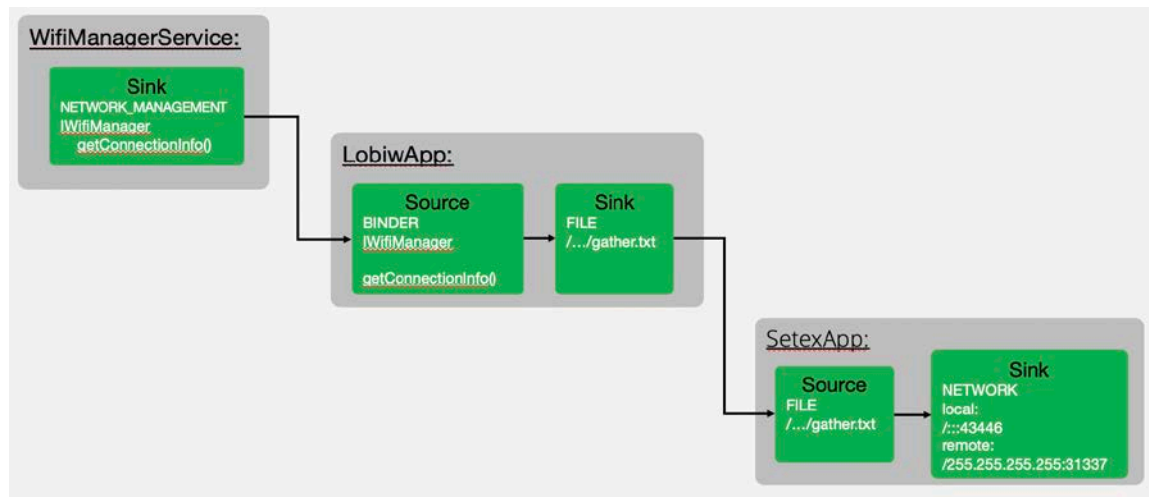 WifiManagerService:
Sink
NETWORK_MANAGEMENT
IWifiManager
getConnectionInfo()
LobiwApp:
Source
BINDER
IWifiManager
getConnectionInfo()
Sink
FILE
/.../gather.txt
SetexApp:
Source
FILE
/.../gather.txt
Sink
NETWORK
local:
/:::43446
remote:
/255.255.255.255:31337